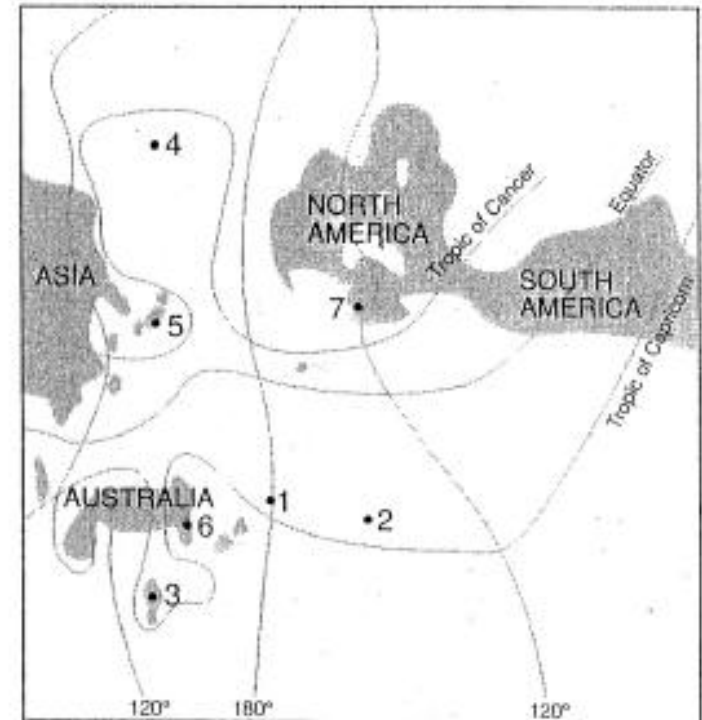 4
NORTH
AMERICA
Tropic of Cancer
Equator
ASIA
SOUTH
AMERICA
7
5
Tropic of Capricorn
AUSTRALIA
1
2
6
3
120° 180° 120°